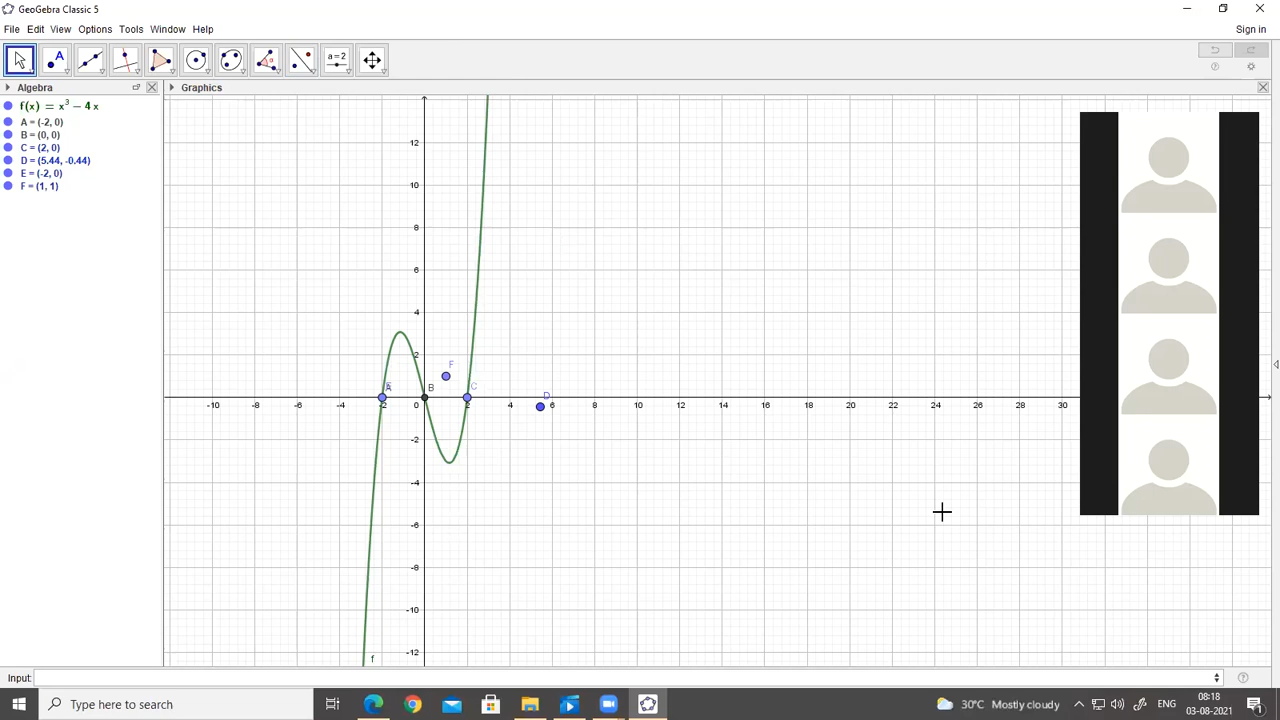 GeoGebra Classic 5
File Edit View Options Tools Window Help
Sign in
A
a=2
Algebra
Graphics
f(x) = x³ − 4 x
A = (-2, 0)
B = (0, 0)
C = (2, 0)
D = (5.44, -0.44)
E = (-2, 0)
F = (1, 1)
12
10
8
6
4
2
F
A B C D
-10 -8 -6 -4 -2 0 2 4 6 8 10 12 14 16 18 20 22 24 26 28 30
-2
-4
-6
-8
-10
-12
f
Input:
Type here to search
30°C Mostly cloudy
ENG
08:18
03-08-2021
1